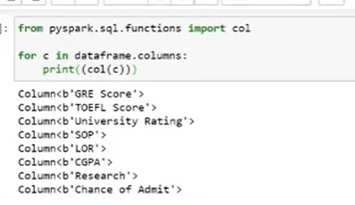 ]: from pyspark.sql.functions import col
for c in dataframe.columns:
print((col(c)))
Column<b'GRE Score'>
Column<b'TOEFL Score'>
Column<b'University Rating'>
Column<b'SOP'>
Column<b'LOR'>
Column<b'CGPA'>
Column<b'Research'>
Column<b'Chance of Admit'>